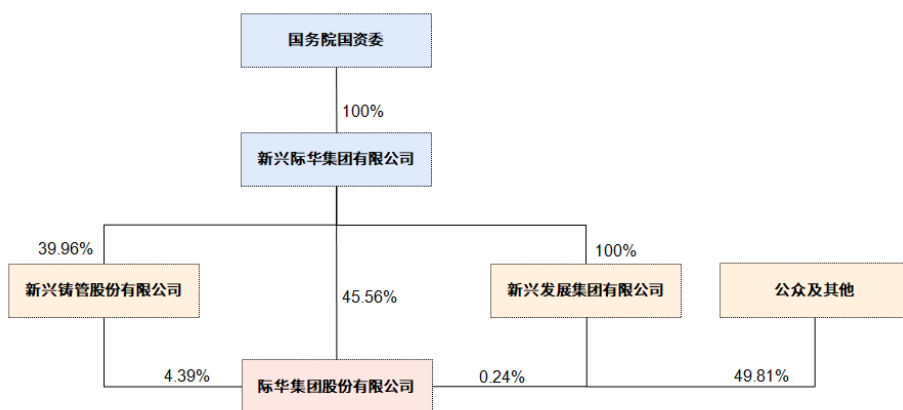 国务院国资委
100%
新兴际华集团有限公司
39.96%
100%
新兴铸管股份有限公司
45.56%
新兴发展集团有限公司
公众及其他
4.39%
际华集团股份有限公司
0.24%
49.81%